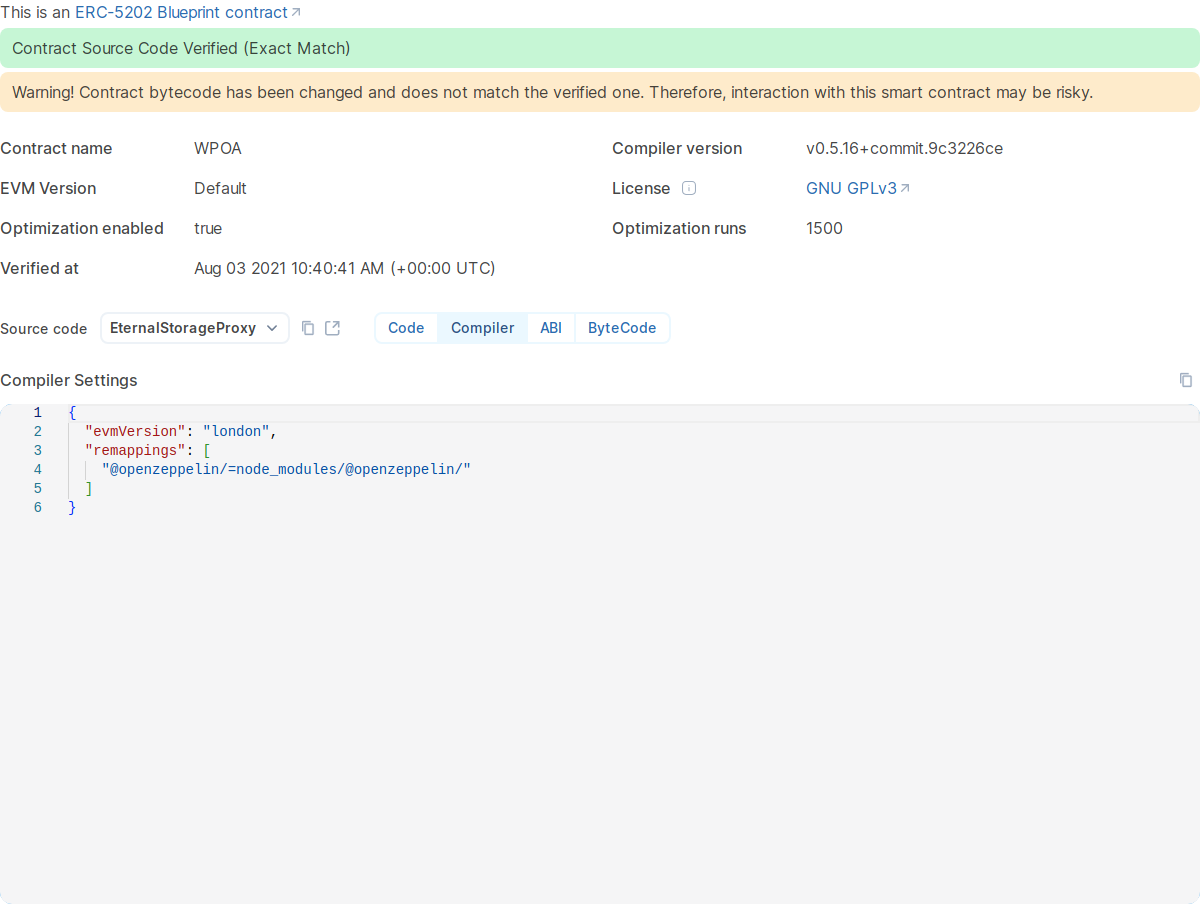 This is an ERC-5202 Blueprint contract
Contract Source Code Verified (Exact Match)
Warning! Contract bytecode has been changed and does not match the verified one. Therefore, interaction with this smart contract may be risky.
Contract name WPOA Compiler version v0.5.16+commit.9c3226ce
EVM Version Default License GNU GPLv3
Optimization enabled true Optimization runs 1500
Verified at Aug 03 2021 10:40:41 AM (+00:00 UTC)
Source code EternalStorageProxy Code Compiler ABI ByteCode
Compiler Settings
1 {
2 "evmVersion": "london",
3 "remappings": [
4 "@openzeppelin/=node_modules/@openzeppelin/"
5 ]
6 }